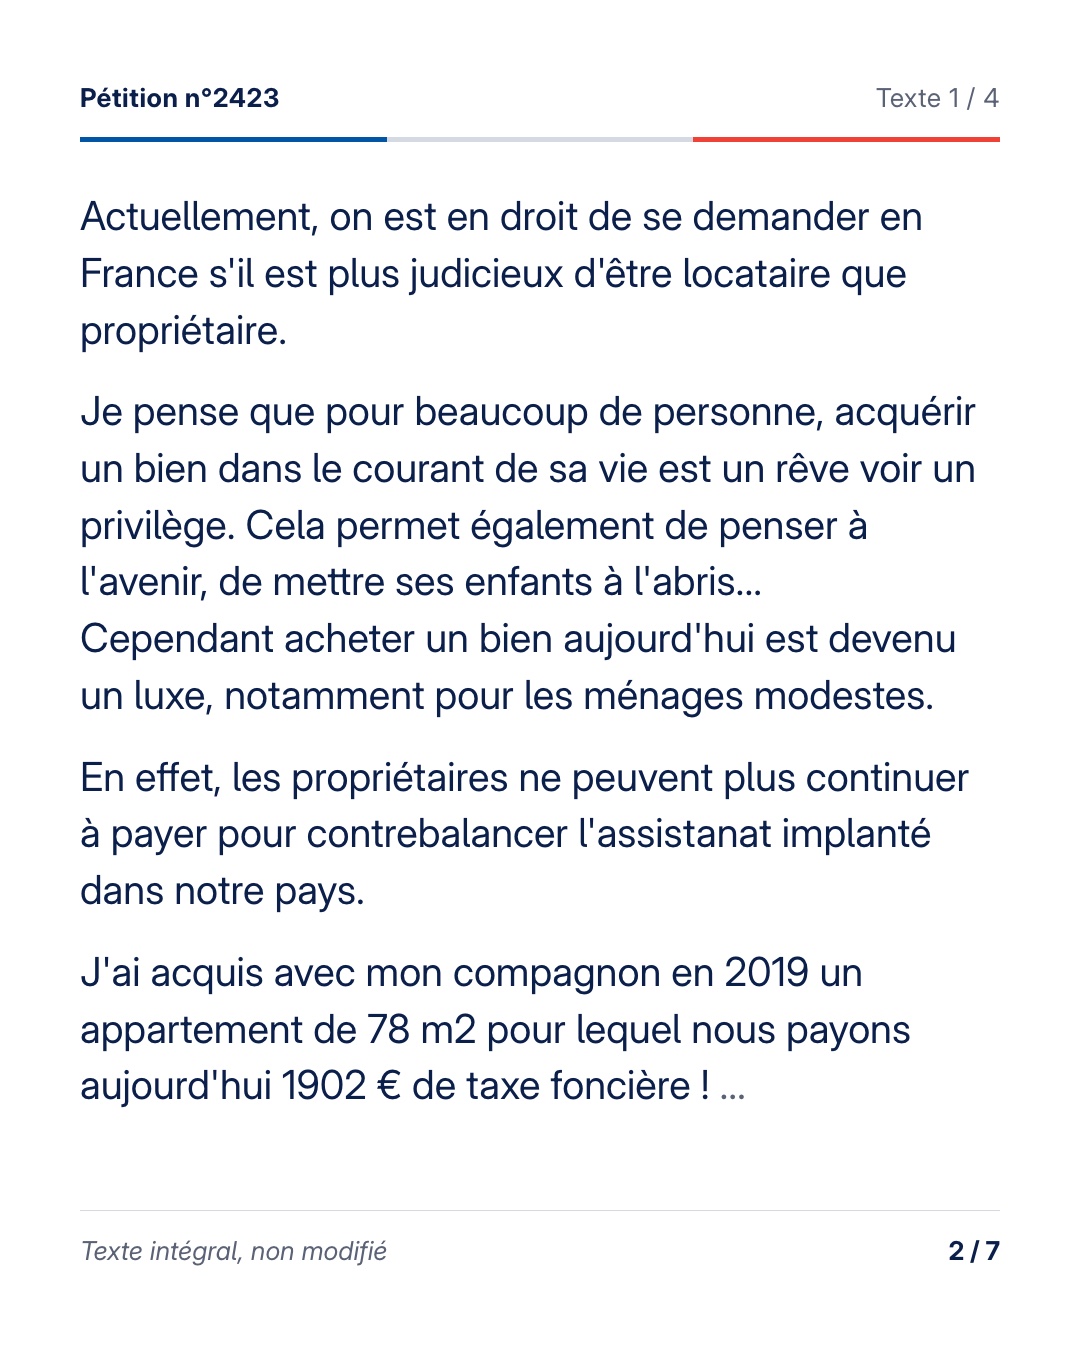 Pétition n°2423
Texte 1 / 4
Actuellement, on est en droit de se demander en
France s'il est plus judicieux d'être locataire que
propriétaire.
Je pense que pour beaucoup de personne, acquérir
un bien dans le courant de sa vie est un rêve voir un
privilège. Cela permet également de penser à
l'avenir, de mettre ses enfants à l'abris...
Cependant acheter un bien aujourd'hui est devenu
un luxe, notamment pour les ménages modestes.
En effet, les propriétaires ne peuvent plus continuer
à payer pour contrebalancer l'assistanat implanté
dans notre pays.
J'ai acquis avec mon compagnon en 2019 un
appartement de 78 m2 pour lequel nous payons
aujourd'hui 1902 € de taxe foncière ! ...
Texte intégral, non modifié
2 / 7